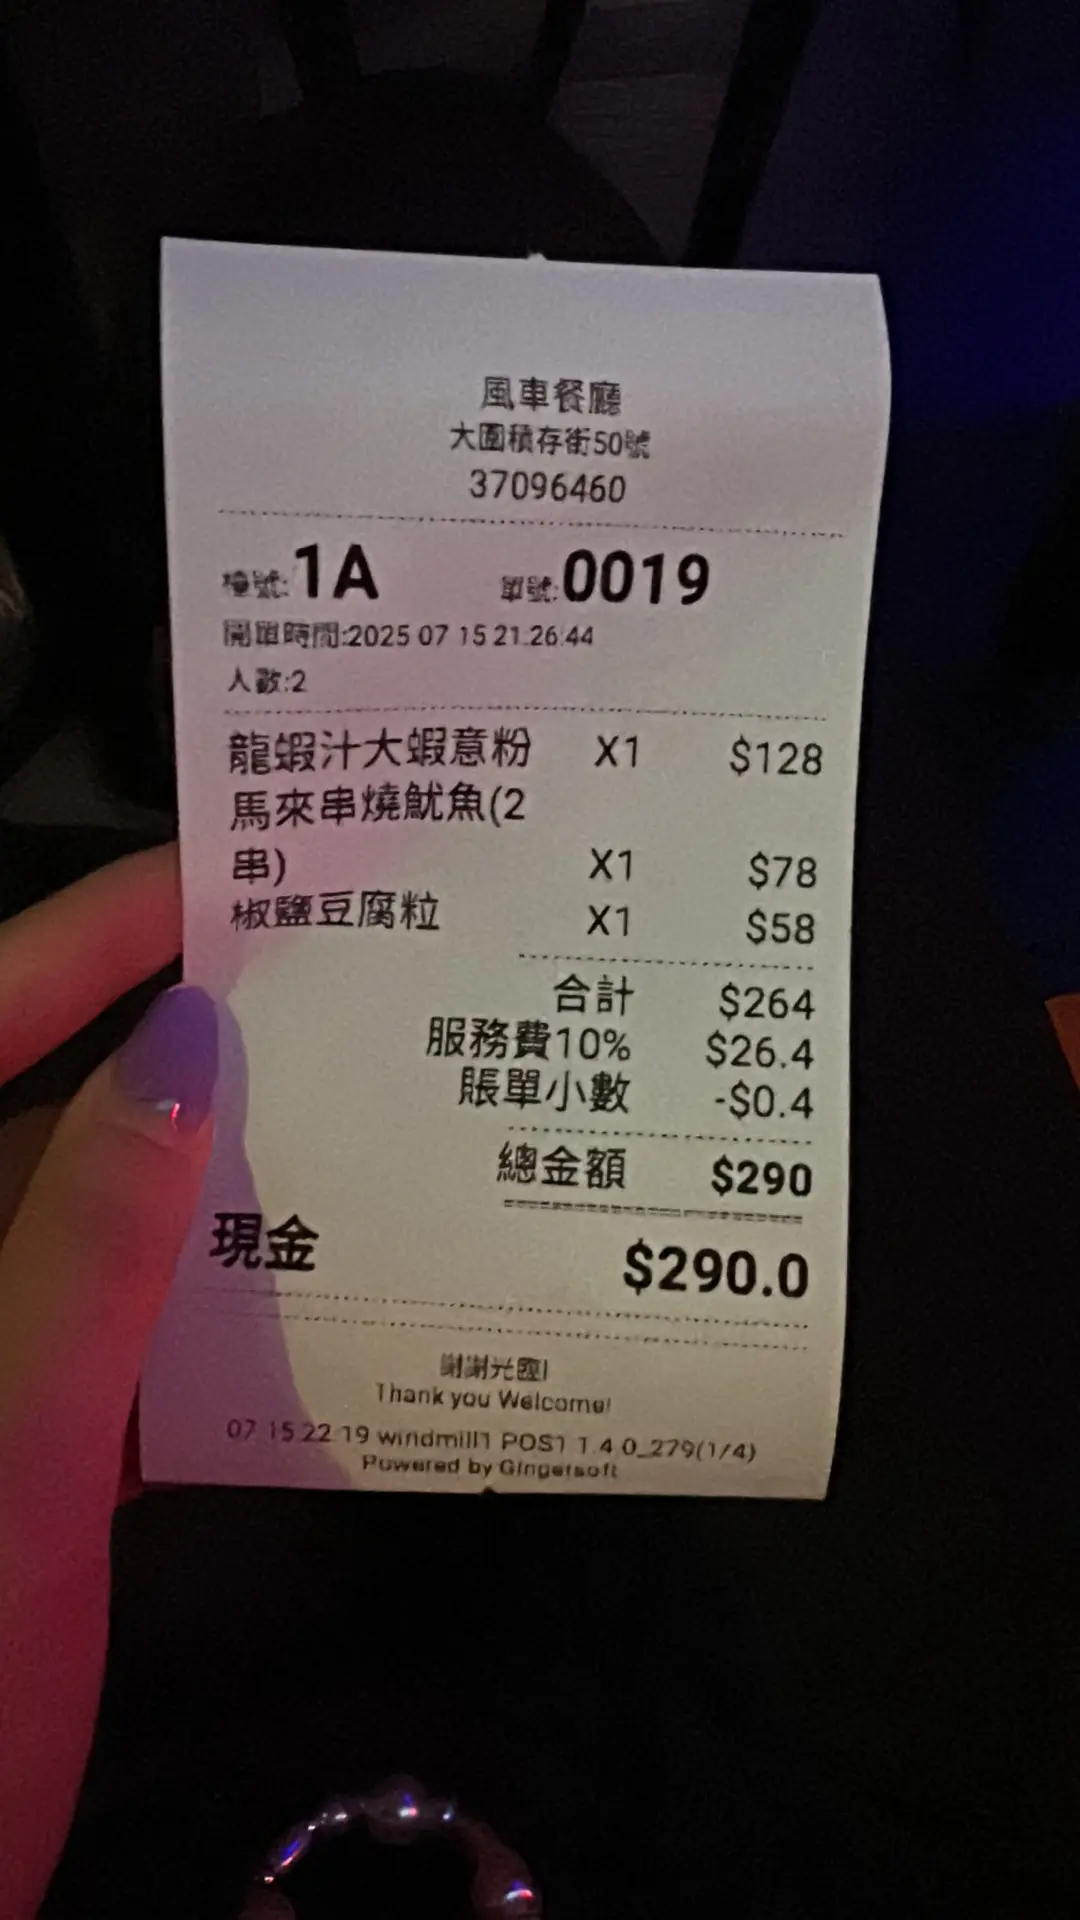 風車餐廳
大圍積存街50號
37096460
檯號:1A 單號:0019
開單時間:2025 07 15 21:26:44
人數:2
龍蝦汁大蝦意粉 X1 $128
馬來串燒魷魚(2
串) X1 $78
椒鹽豆腐粒 X1 $58
合計 $264
服務費10% $26.4
賬單小數 -$0.4
總金額 $290
現金 $290.0
謝謝光臨!
Thank you Welcome!
07 15 22:19 windmill1 POS1 1.4.0_279(1/4)
Powered by Gingersoft